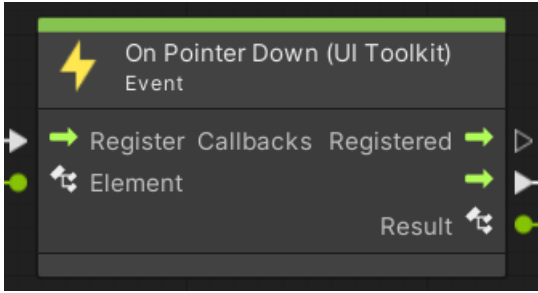 On Pointer Down (UI Toolkit)
Event
Register Callbacks Registered
Element
Result